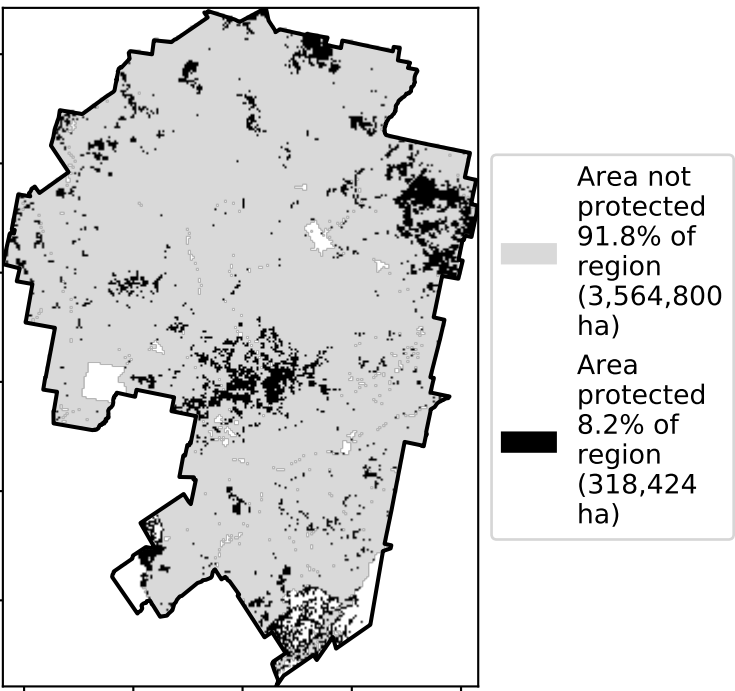 Area not
protected
91.8% of
region
(3,564,800
ha)
Area
protected
8.2% of
region
(318,424
ha)